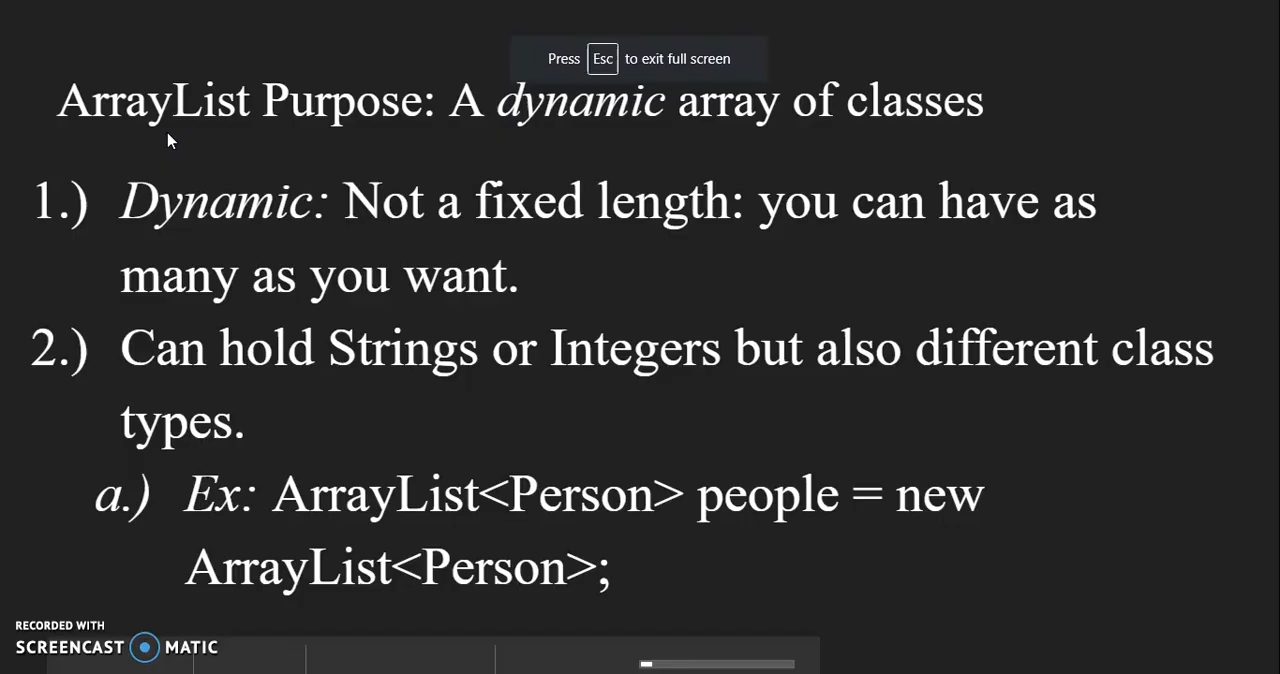 Press Esc to exit full screen
ArrayList Purpose: A dynamic array of classes
1.) Dynamic: Not a fixed length: you can have as
many as you want.
2.) Can hold Strings or Integers but also different class
types.
a.) Ex: ArrayList<Person> people = new
ArrayList<Person>;
RECORDED WITH
SCREENCAST MATIC